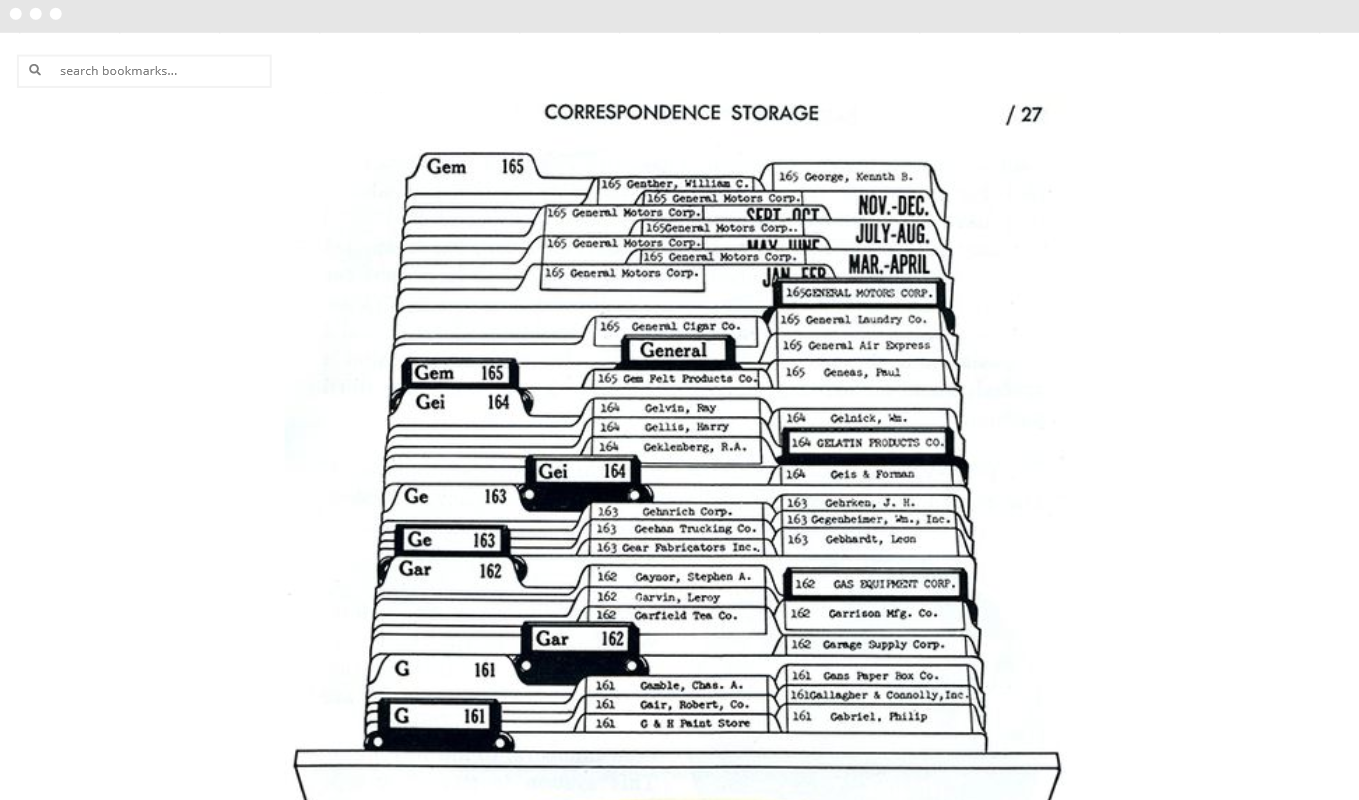 search bookmarks...
CORRESPONDENCE STORAGE
/ 27
Gem 165
165 George, Kennth B.
165 Genther, William C.
165 General Motors Corp.
NOV.-DEC.
165 General Motors Corp.
SEPT.-OCT
165General Motors Corp..
JULY-AUG.
165 General Motors Corp.
MAY JUNE
165 General Motors Corp.
MAR.-APRIL
165 General Motors Corp.
JAN. FEB
165GENERAL MOTORS CORP.
165 General Laundry Co.
165 General Cigar Co.
165 General Air Express
General
Gem 165
165 Geneas, Paul
165 Gem Felt Products Co.
Gei 164
164 Gelvin, Ray
164 Gelnick, Wm.
164 Gellis, Harry
164 GELATIN PRODUCTS CO.
164 Geklenberg, R.A.
Gei 164
164 Geis & Forman
Ge 163
163 Gehrken, J. H.
163 Gehnrich Corp.
163 Gegenheimer, Wm., Inc.
163 Geehan Trucking Co.
Ge 163
163 Gebhardt, Leon
163 Gear Fabricators Inc.
Gar 162
162 Gaynor, Stephen A.
162 GAS EQUIPMENT CORP.
162 Garvin, Leroy
162 Garrison Mfg. Co.
162 Garfield Tea Co.
Gar 162
162 Garage Supply Corp.
G 161
161 Gans Paper Box Co.
161 Gamble, Chas. A.
161Gallagher & Connolly,Inc.
161 Gair, Robert, Co.
G 161
161 Gabriel, Philip
161 G & H Paint Store